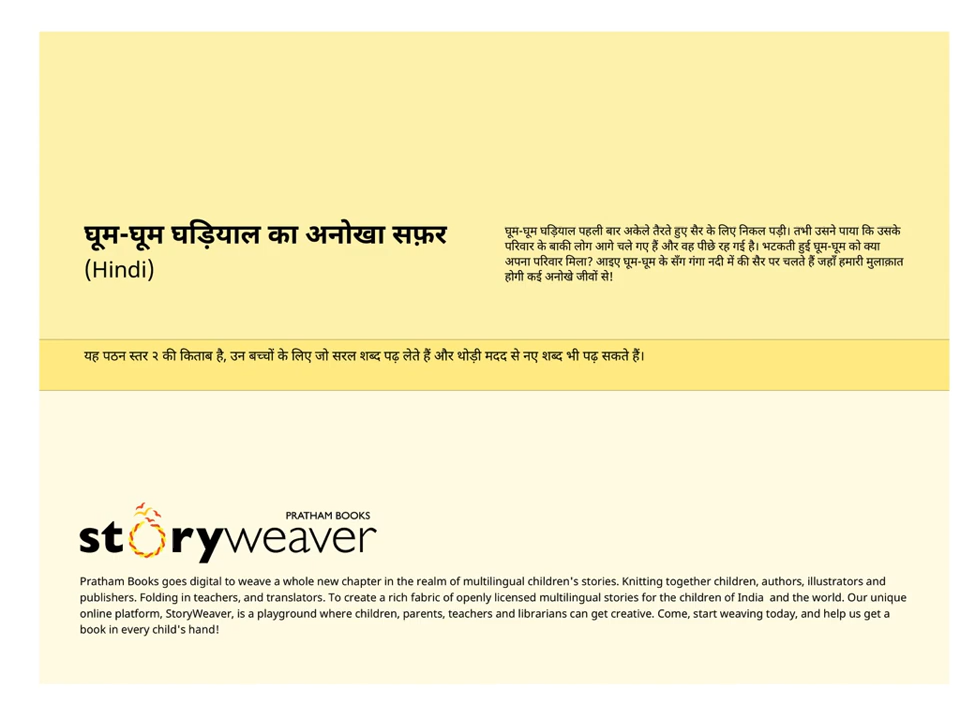 घूम-घूम घड़ियाल का अनोखा सफ़र
(Hindi)
घूम-घूम घड़ियाल पहली बार अकेले तैरते हुए सैर के लिए निकल पड़ी। तभी उसने पाया कि उसके
परिवार के बाकी लोग आगे चले गए हैं और वह पीछे रह गई है। भटकती हुई घूम-घूम को क्या
अपना परिवार मिला? आइए घूम-घूम के सँग गंगा नदी में की सैर पर चलते हैं जहाँ हमारी मुलाक़ात
होगी कई अनोखे जीवों से!
यह पठन स्तर २ की किताब है, उन बच्चों के लिए जो सरल शब्द पढ़ लेते हैं और थोड़ी मदद से नए शब्द भी पढ़ सकते हैं।
PRATHAM BOOKS
storyweaver
Pratham Books goes digital to weave a whole new chapter in the realm of multilingual children's stories. Knitting together children, authors, illustrators and
publishers. Folding in teachers, and translators. To create a rich fabric of openly licensed multilingual stories for the children of India and the world. Our unique
online platform, StoryWeaver, is a playground where children, parents, teachers and librarians can get creative. Come, start weaving today, and help us get a
book in every child's hand!